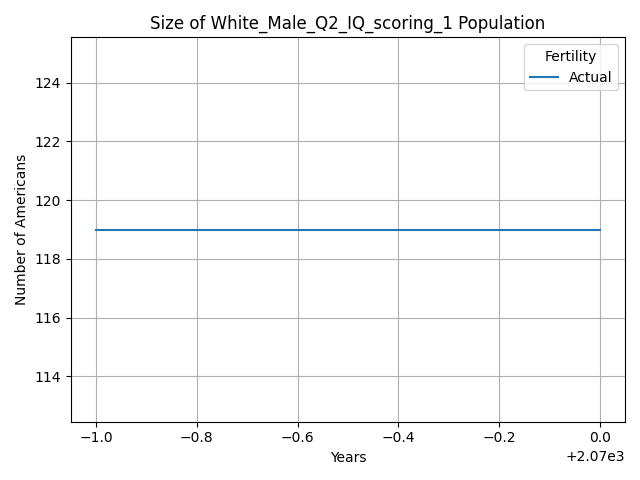 Size of White_Male_Q2_IQ_scoring_1 Population
Fertility
Actual
124
122
120
118
116
114
Number of Americans
−1.0
−0.8
−0.6
−0.4
−0.2
0.0
Years
+2.07e3